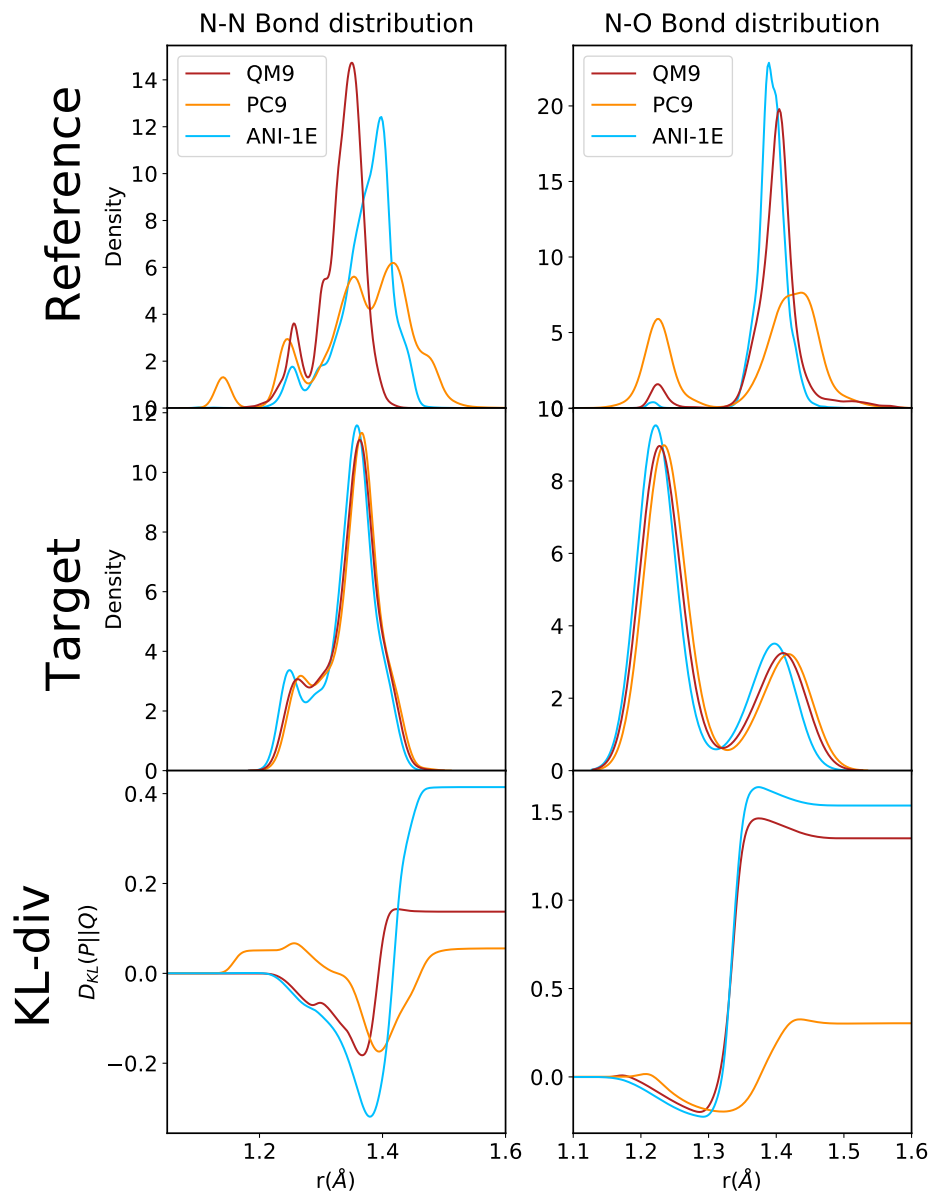 N-N Bond distribution
N-O Bond distribution
Reference
Density
14
12
10
8
6
4
2
0
QM9
PC9
ANI-1E
20
15
10
5
0
QM9
PC9
ANI-1E
Target
Density
12
10
8
6
4
2
0
10
8
6
4
2
0
KL-div
D_{KL}(P||Q)
0.4
0.2
0.0
−0.2
1.5
1.0
0.5
0.0
1.2
1.4
1.6
r(Å)
1.1
1.2
1.3
1.4
1.5
1.6
r(Å)